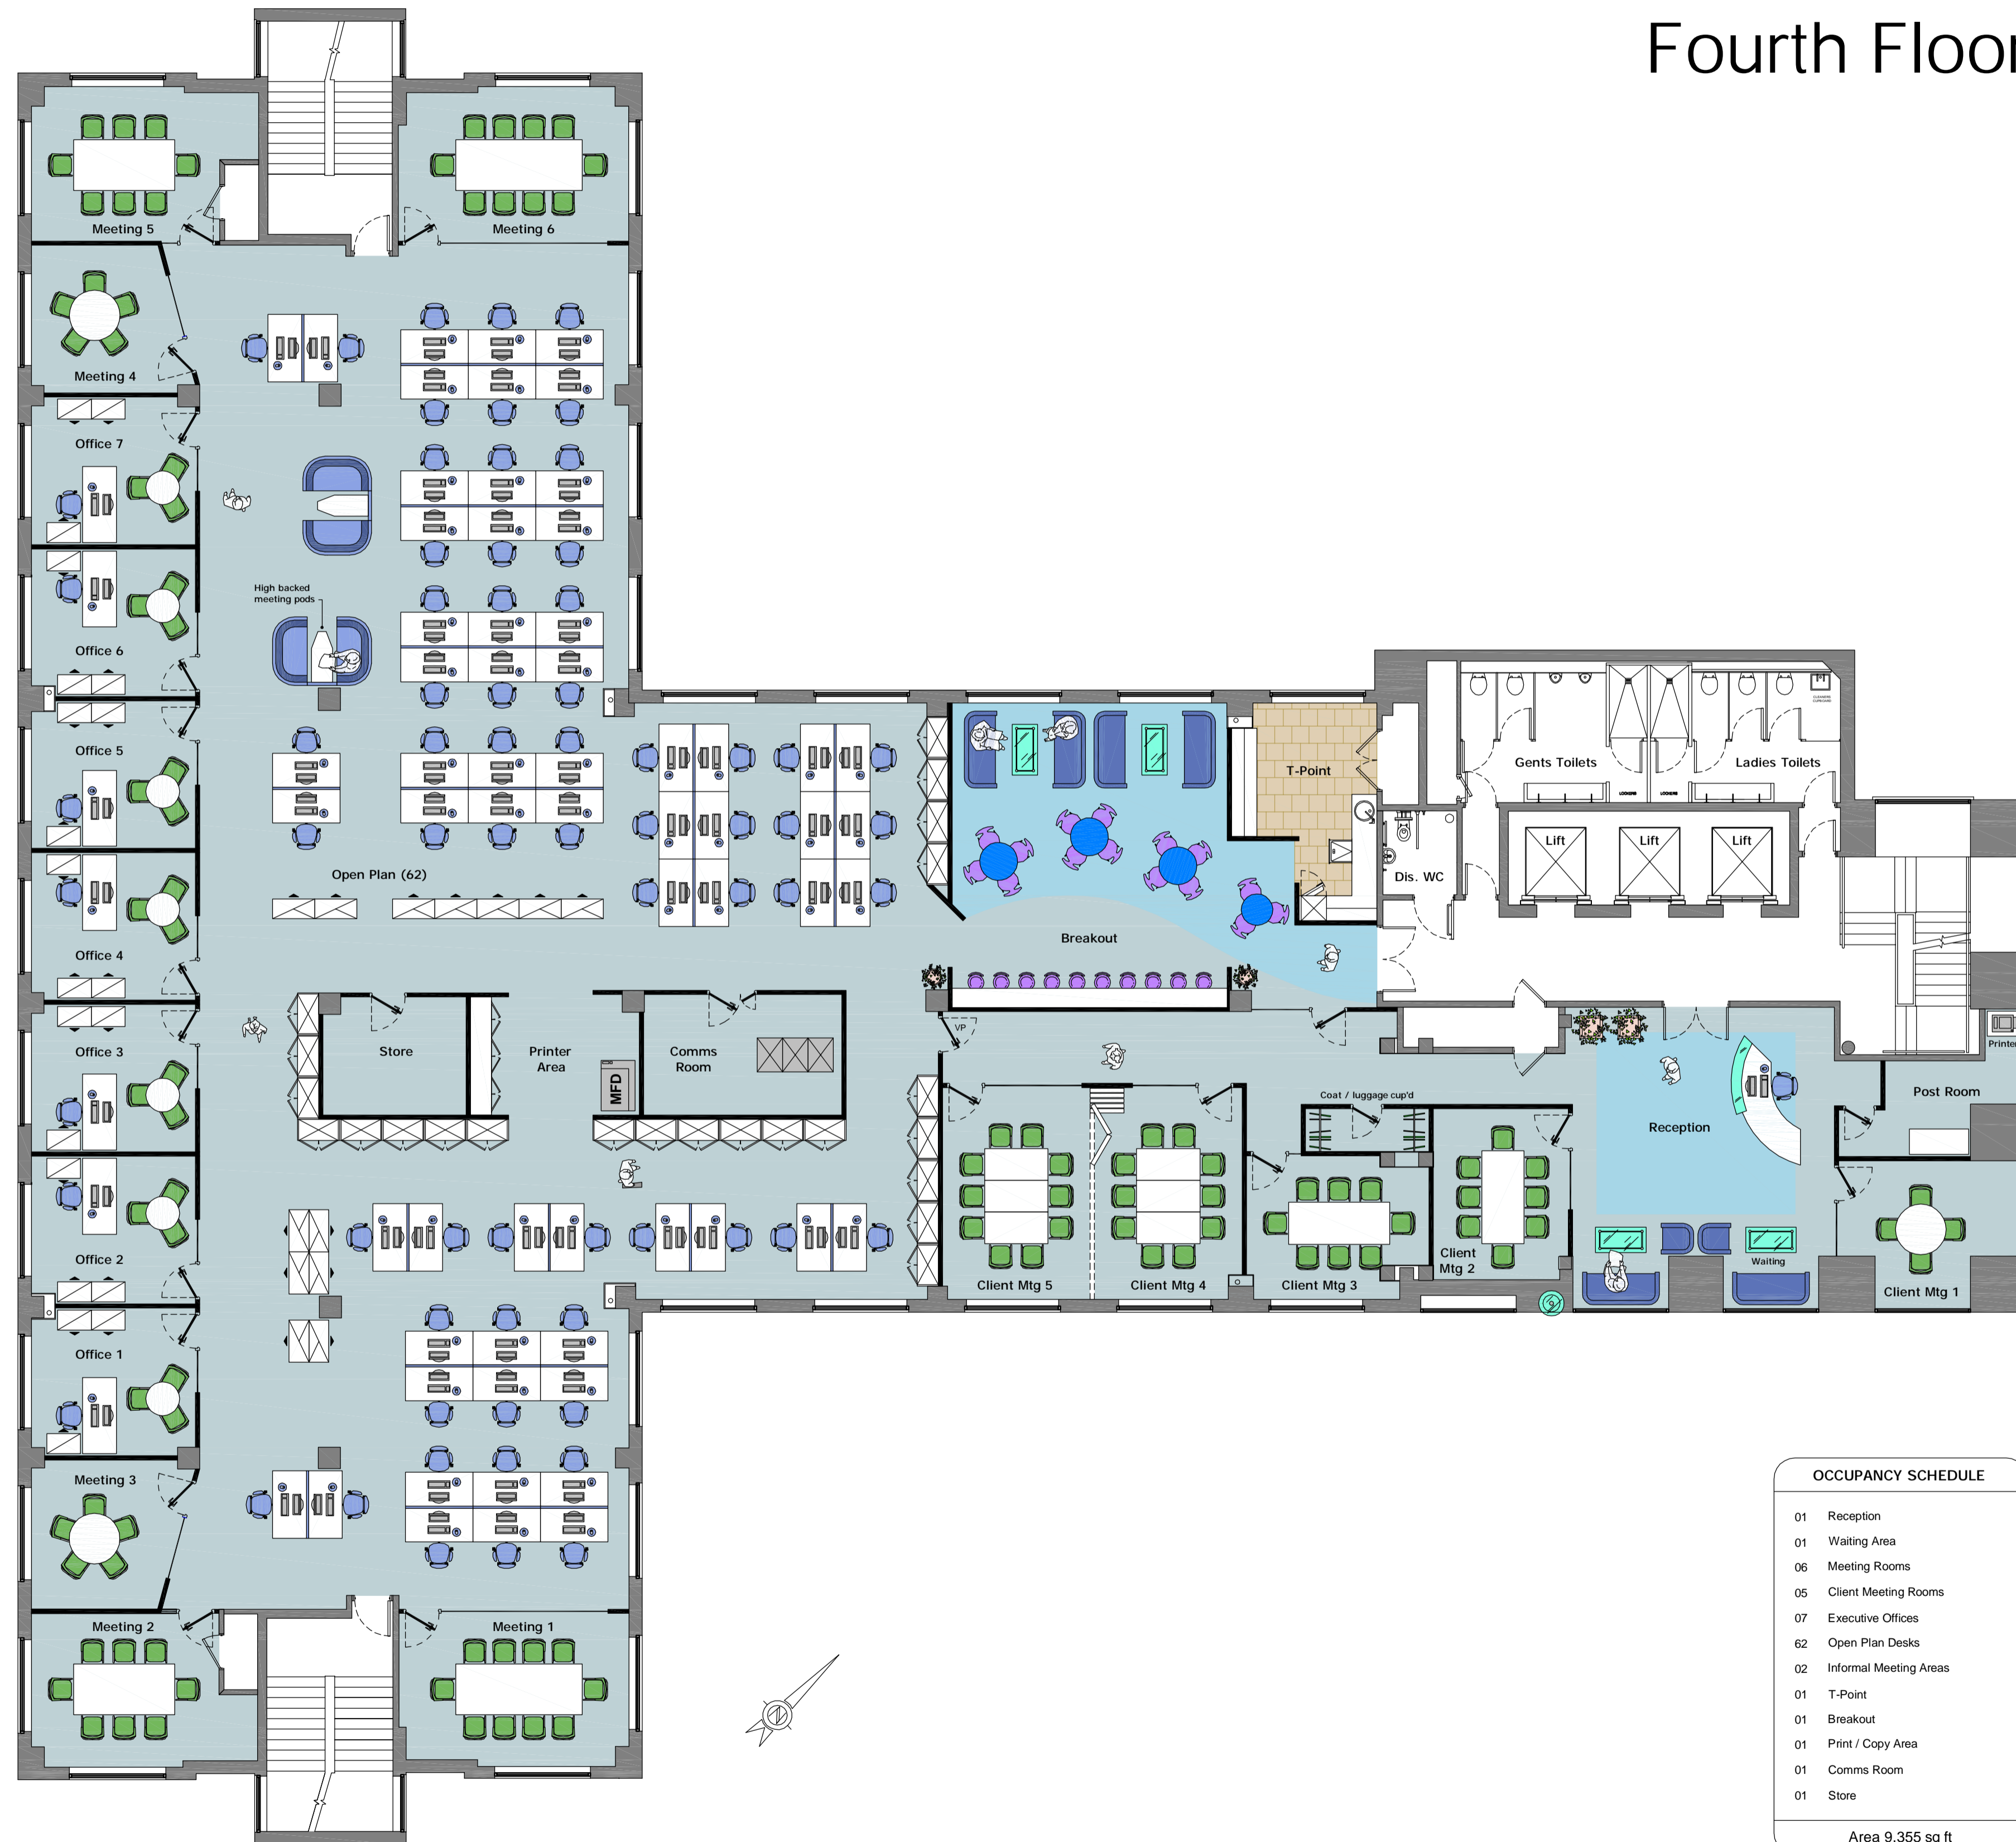 Fourth Floor
Meeting 5
Meeting 6
Meeting 4
Office 7
High backed
meeting pods
Office 6
Office 5
Open Plan (62)
Office 4
T-Point
Gents Toilets
Ladies Toilets
CLEANERS
CUPBOARD
LOCKERS
LOCKERS
Lift
Lift
Lift
Dis. WC
Breakout
VP
Office 3
Store
Printer
Area
MFD
Comms
Room
Printer
Post Room
Coat / luggage cup'd
Reception
Office 2
Client Mtg 5
Client Mtg 4
Client Mtg 3
Client
Mtg 2
Waiting
Client Mtg 1
Office 1
Meeting 3
Meeting 2
Meeting 1
N
OCCUPANCY SCHEDULE
01 Reception
01 Waiting Area
06 Meeting Rooms
05 Client Meeting Rooms
07 Executive Offices
62 Open Plan Desks
02 Informal Meeting Areas
01 T-Point
01 Breakout
01 Print / Copy Area
01 Comms Room
01 Store
Area 9,355 sq ft